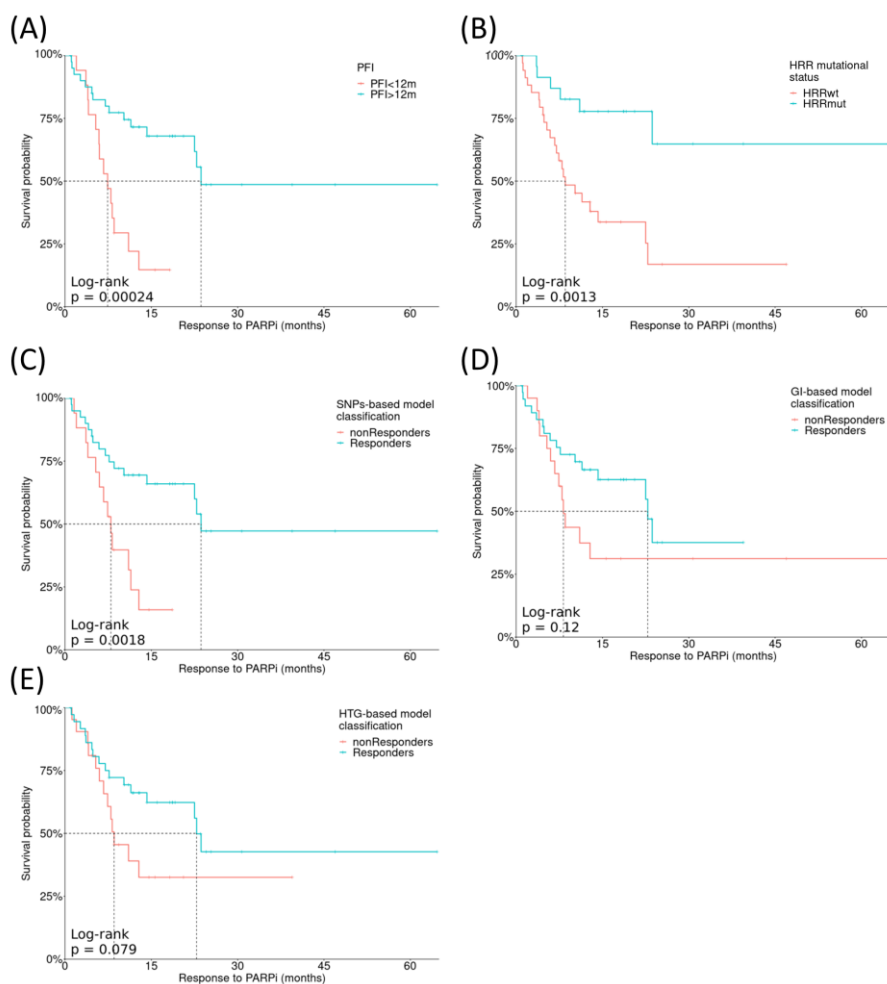 (A)
PFI
PFI<12m
PFI>12m
100%
75%
50%
25%
0%
Survival probability
Log-rank
p = 0.00024
0 15 30 45 60
Response to PARPi (months)
(B)
HRR mutational
status
HRRwt
HRRmut
100%
75%
50%
25%
0%
Survival probability
Log-rank
p = 0.0013
0 15 30 45 60
Response to PARPi (months)
(C)
SNPs-based model
classification
nonResponders
Responders
100%
75%
50%
25%
0%
Survival probability
Log-rank
p = 0.0018
0 15 30 45 60
Response to PARPi (months)
(D)
GI-based model
classification
nonResponders
Responders
100%
75%
50%
25%
0%
Survival probability
Log-rank
p = 0.12
0 15 30 45 60
Response to PARPi (months)
(E)
HTG-based model
classification
nonResponders
Responders
100%
75%
50%
25%
0%
Survival probability
Log-rank
p = 0.079
0 15 30 45 60
Response to PARPi (months)